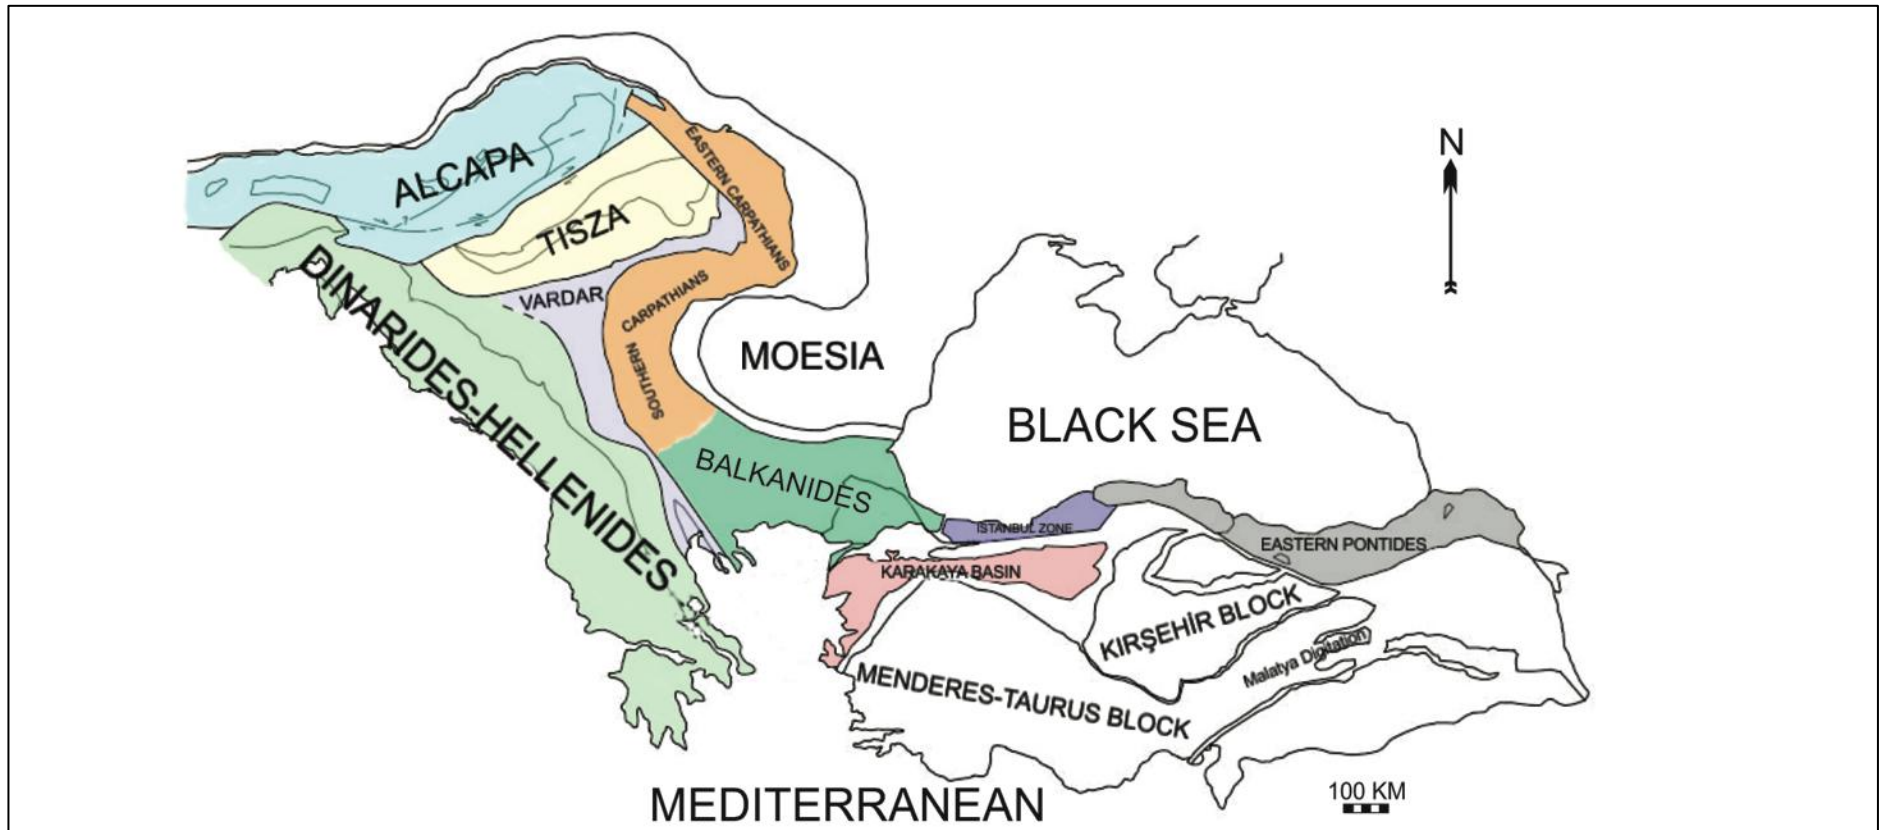 N
ALCAPA
EASTERN CARPATHIANS
TISZA
DINARIDES-HELLENIDES
VARDAR
CARPATHIANS
SOUTHERN
MOESIA
BLACK SEA
BALKANIDES
İSTANBUL ZONE
EASTERN PONTIDES
KARAKAYA BASIN
KIRŞEHİR BLOCK
Malatya Digitation
MENDERES-TAURUS BLOCK
MEDITERRANEAN
100 KM